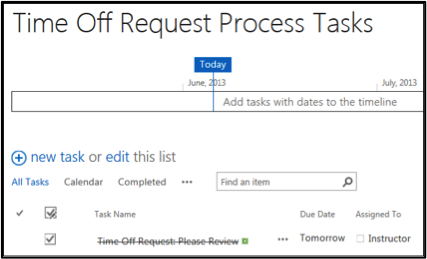 Time Off Request Process Tasks
Today
June, 2013 July, 2013
Add tasks with dates to the timeline
new task or edit this list
All Tasks Calendar Completed ••• Find an item
Task Name Due Date Assigned To
Time Off Request: Please Review ••• Tomorrow Instructor